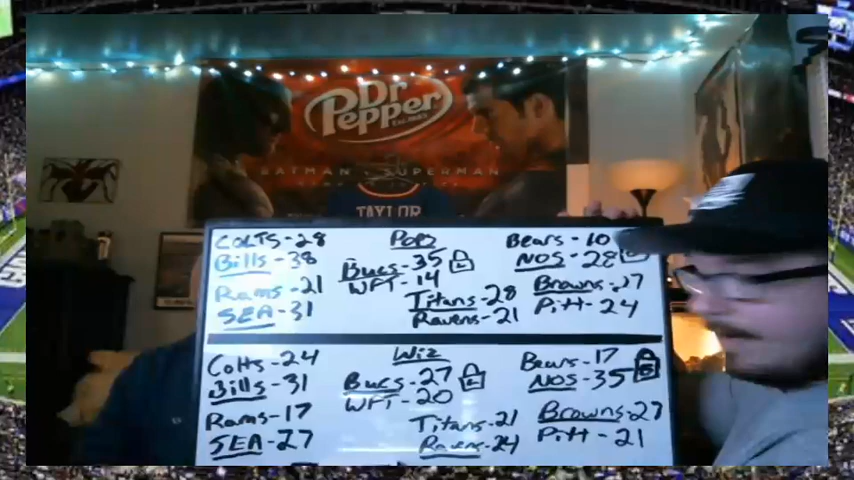 Dr Pepper
BATMAN v SUPERMAN
TAYLOR
Pops
COLTS-28
Bills-38
Rams-21
SEA-31
Bucs-35
WFT-14
Titans-28
Ravens-21
Bears-10
NOS-28
Browns-27
Pitt-24
Wiz
Colts-24
Bills-31
Rams-17
SEA-27
Bucs-27
WFT-20
Titans-21
Ravens-24
Bears-17
NOS-35
Browns-27
Pitt-21